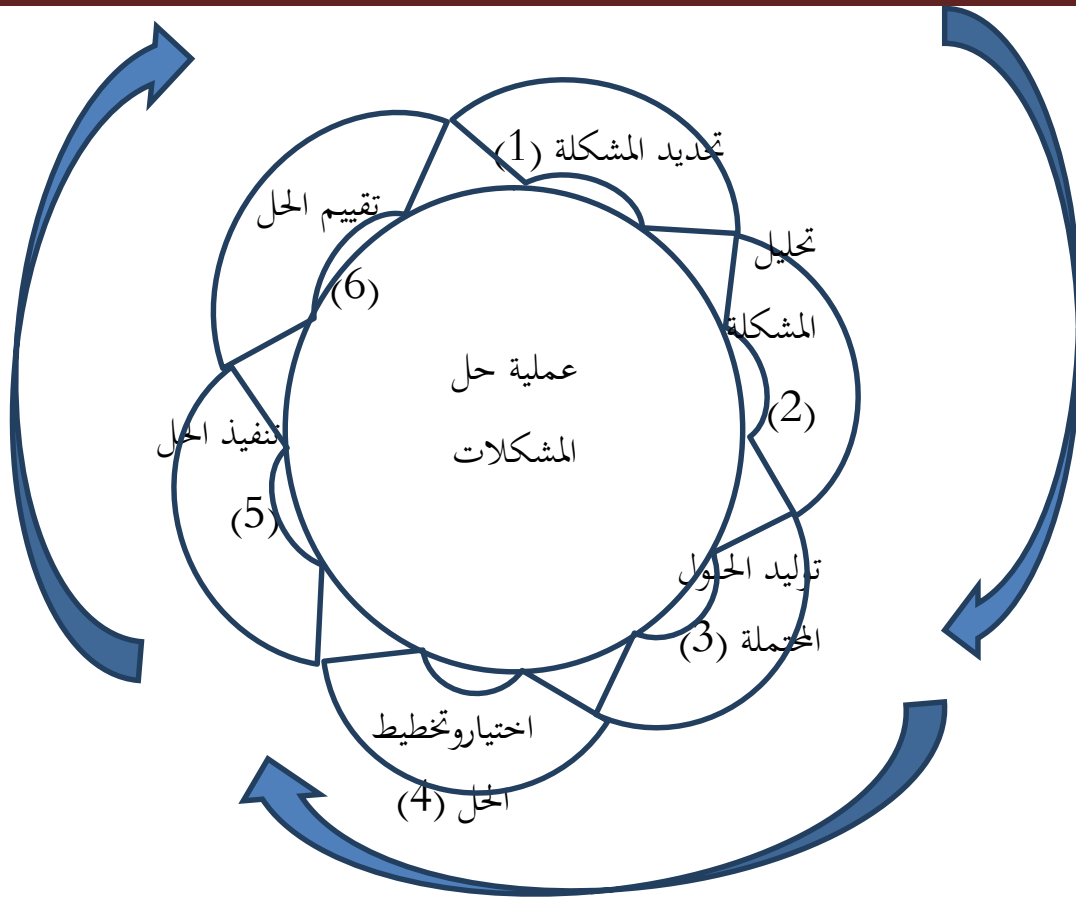 تحديد المشكلة (1)
تحليل
المشكلة
(2)
توليد الحلول
المحتملة (3)
اختياروتخطيط
الحل (4)
تنفيذ الحل
(5)
تقييم الحل
(6)
عملية حل
المشكلات